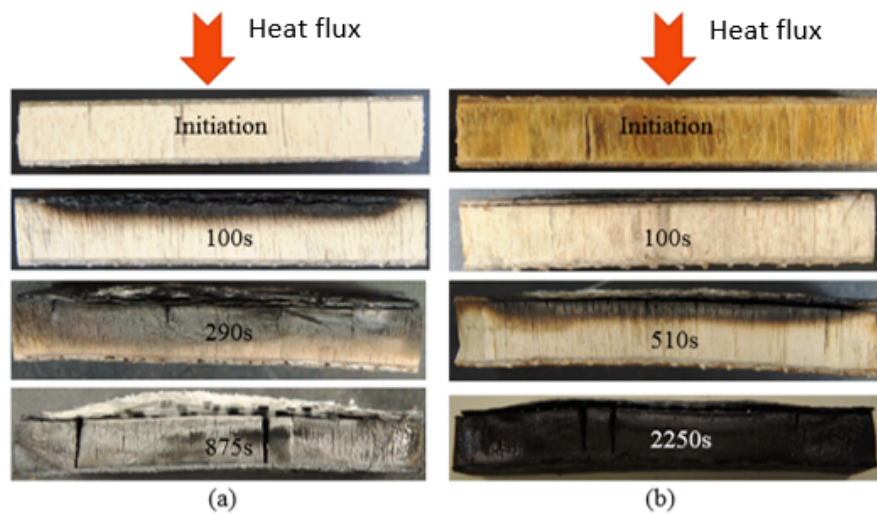 Heat flux
Heat flux
Initiation
Initiation
100s
100s
290s
510s
875s
2250s
(a)
(b)